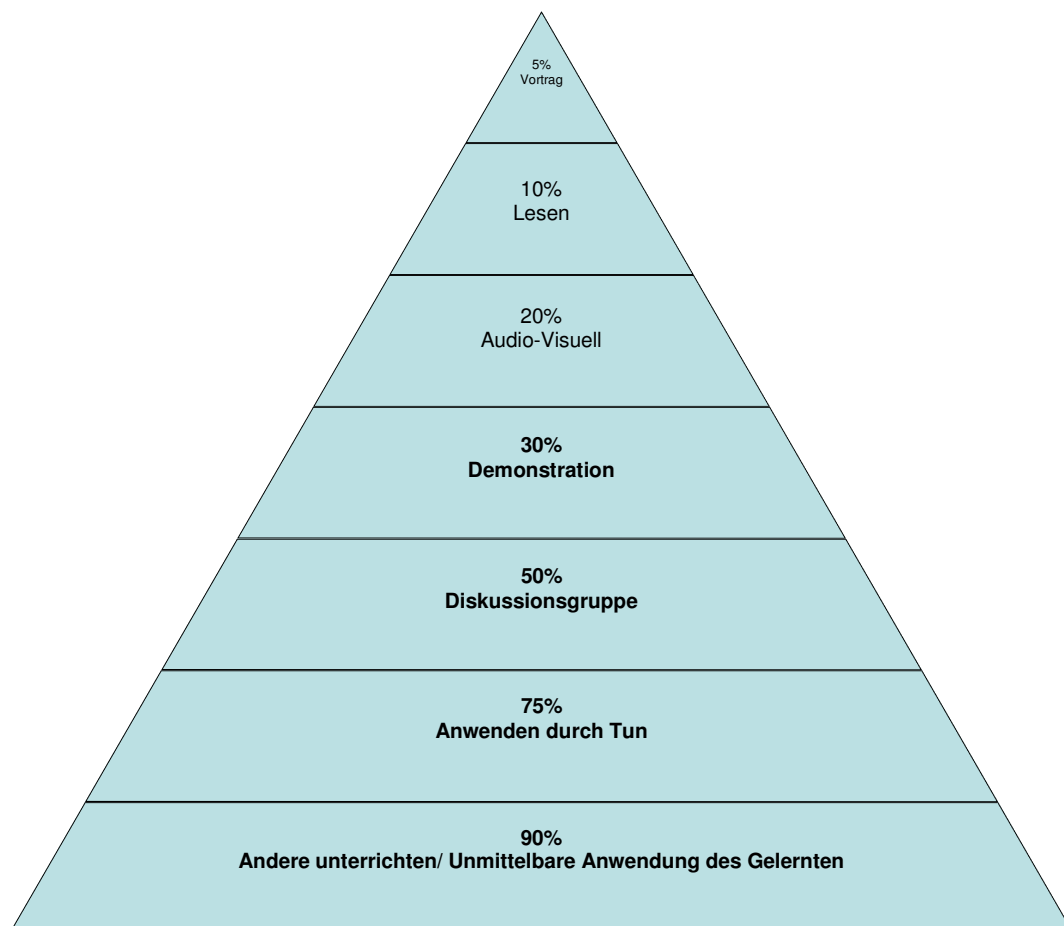 5%
Vortrag
10%
Lesen
20%
Audio-Visuell
30%
Demonstration
50%
Diskussionsgruppe
75%
Anwenden durch Tun
90%
Andere unterrichten/ Unmittelbare Anwendung des Gelernten